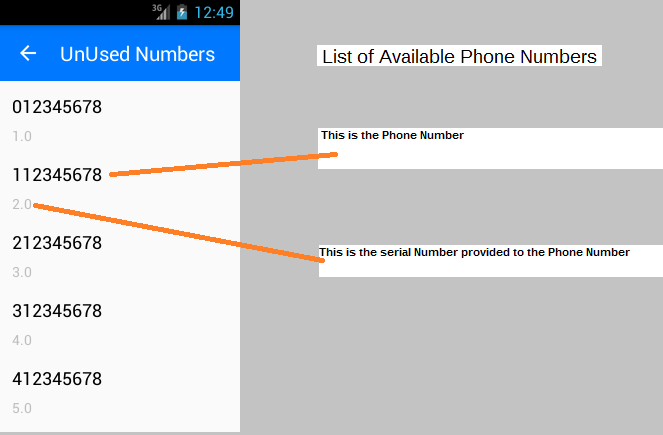 3G 12:49
UnUsed Numbers
012345678
1.0
112345678
2.0
212345678
3.0
312345678
4.0
412345678
5.0
List of Available Phone Numbers
This is the Phone Number
This is the serial Number provided to the Phone Number